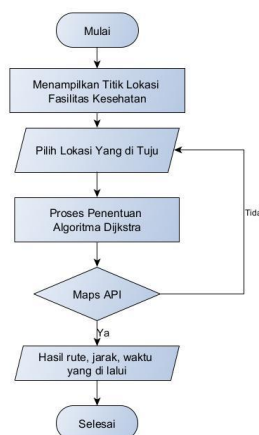 Mulai
Menampilkan Titik Lokasi
Fasilitas Kesehatan
Pilih Lokasi Yang di Tuju
Proses Penentuan
Algoritma Dijkstra
Tida
Maps API
Ya
Hasil rute, jarak, waktu
yang di lalui
Selesai